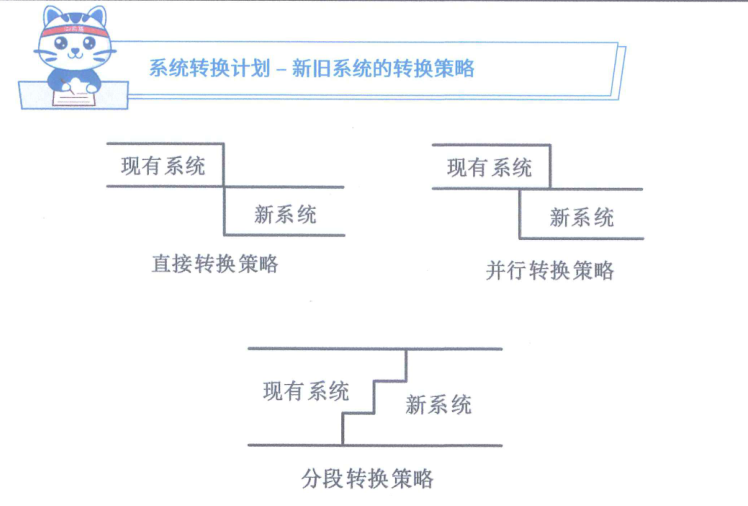 系统转换计划 – 新旧系统的转换策略
现有系统
新系统
直接转换策略
现有系统
新系统
并行转换策略
现有系统
新系统
分段转换策略